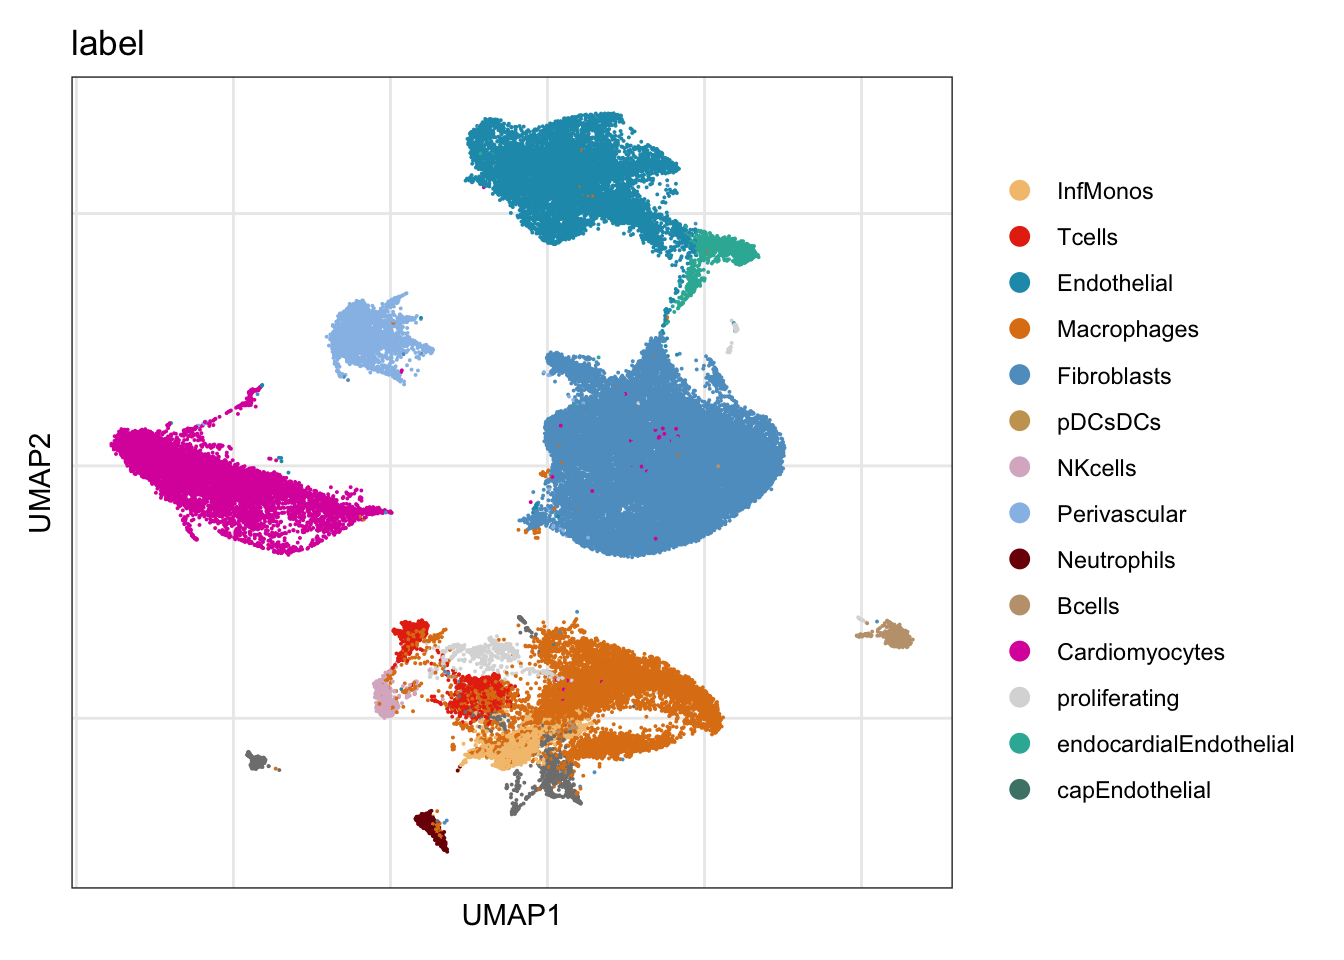 label
InfMonos
Tcells
Endothelial
Macrophages
Fibroblasts
pDCsDCs
NKcells
Perivascular
Neutrophils
Bcells
Cardiomyocytes
proliferating
endocardialEndothelial
capEndothelial
UMAP2
UMAP1